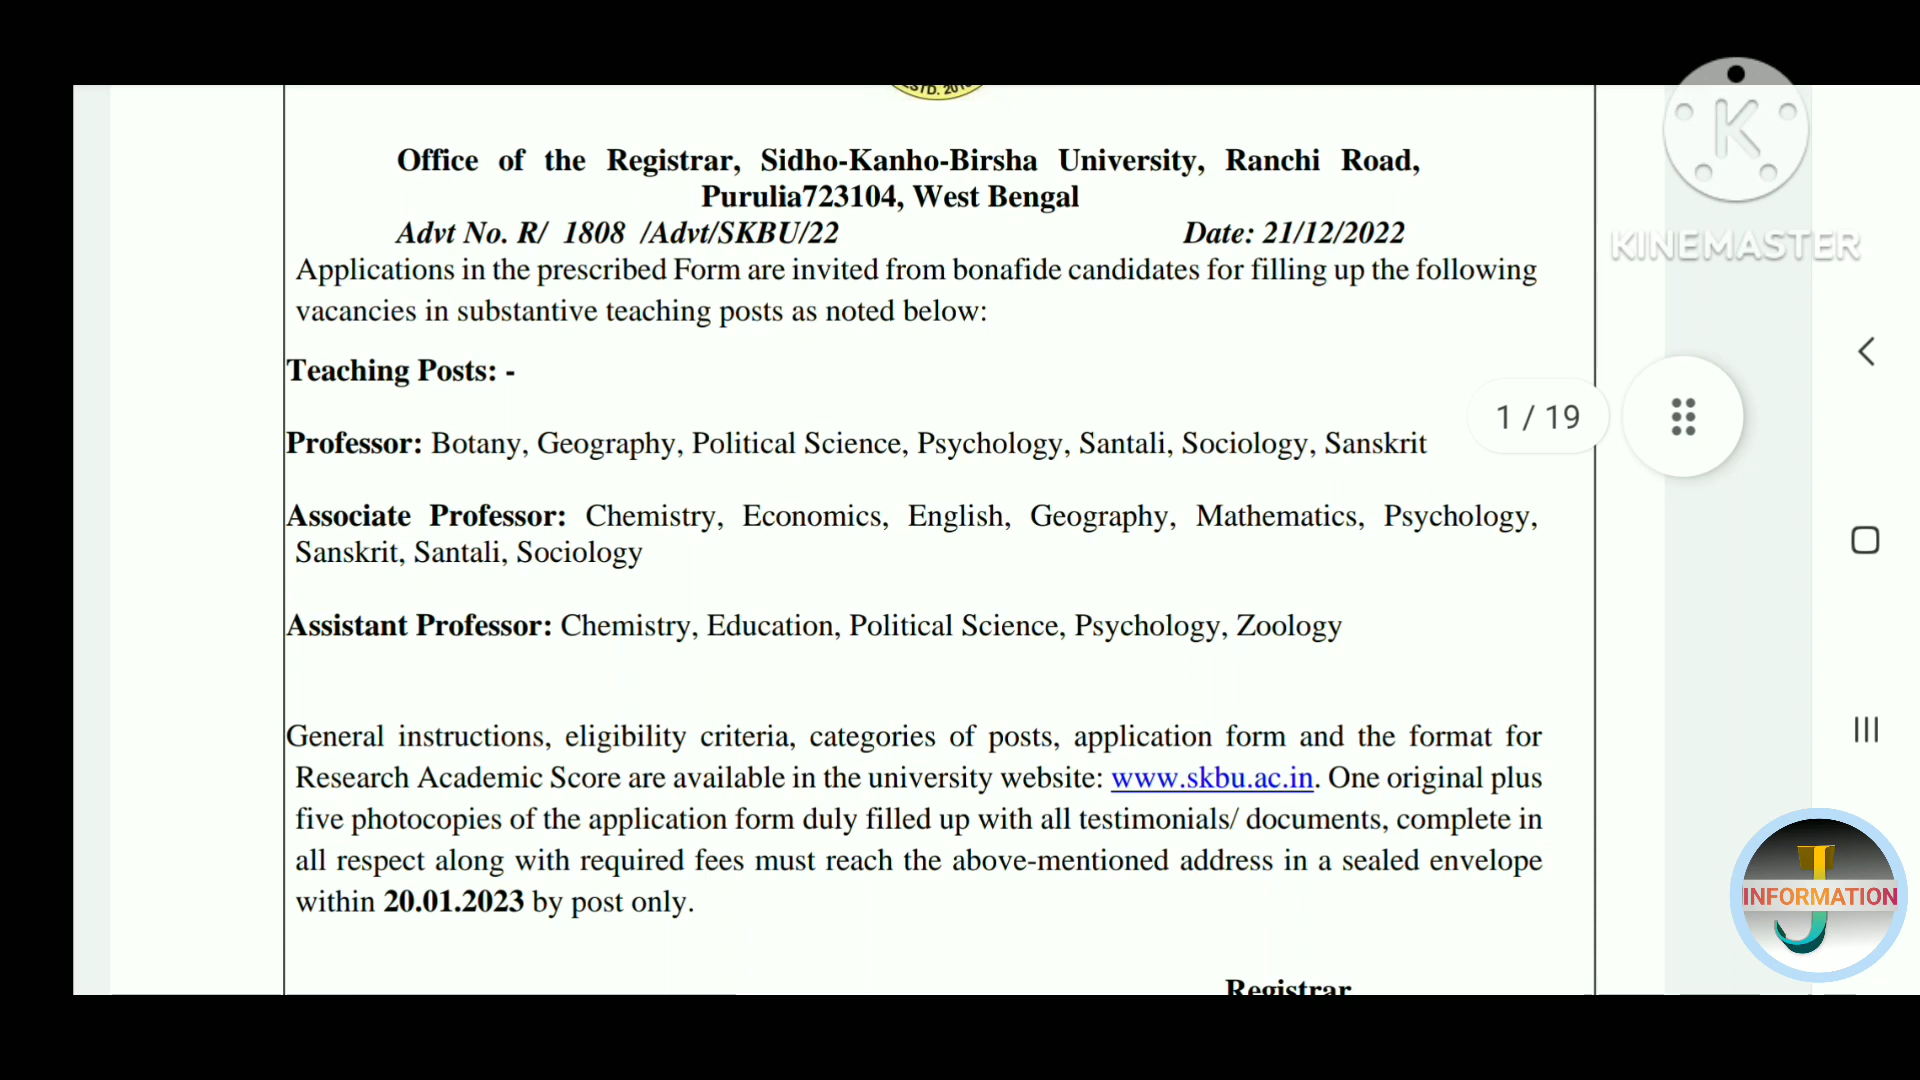 ESTD. 2010
Office of the Registrar, Sidho-Kanho-Birsha University, Ranchi Road,
Purulia723104, West Bengal
Advt No. R/ 1808 /Advt/SKBU/22 Date: 21/12/2022
Applications in the prescribed Form are invited from bonafide candidates for filling up the following
vacancies in substantive teaching posts as noted below:
Teaching Posts: -
Professor: Botany, Geography, Political Science, Psychology, Santali, Sociology, Sanskrit
Associate Professor: Chemistry, Economics, English, Geography, Mathematics, Psychology,
Sanskrit, Santali, Sociology
Assistant Professor: Chemistry, Education, Political Science, Psychology, Zoology
General instructions, eligibility criteria, categories of posts, application form and the format for
Research Academic Score are available in the university website: www.skbu.ac.in. One original plus
five photocopies of the application form duly filled up with all testimonials/ documents, complete in
all respect along with required fees must reach the above-mentioned address in a sealed envelope
within 20.01.2023 by post only.
Registrar
K
KINEMASTER
1 / 19
J
INFORMATION